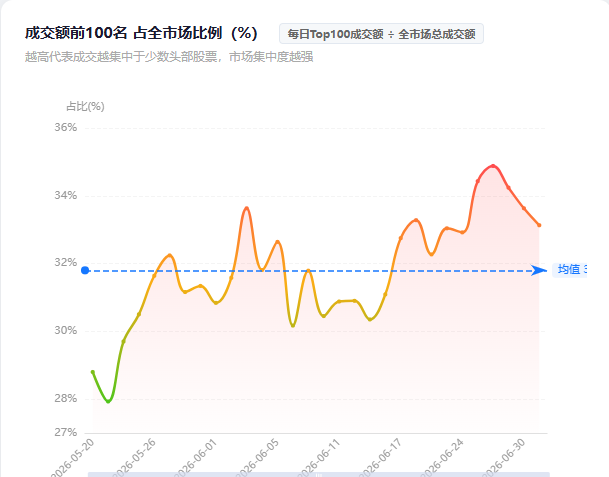 成交额前100名 占全市场比例（%） 每日Top100成交额 ÷ 全市场总成交额
越高代表成交越集中于少数头部股票，市场集中度越强
占比(%)
36%
34%
32%
均值
30%
28%
27%
2026-05-20 2026-05-26 2026-06-01 2026-06-05 2026-06-11 2026-06-17 2026-06-24 2026-06-30